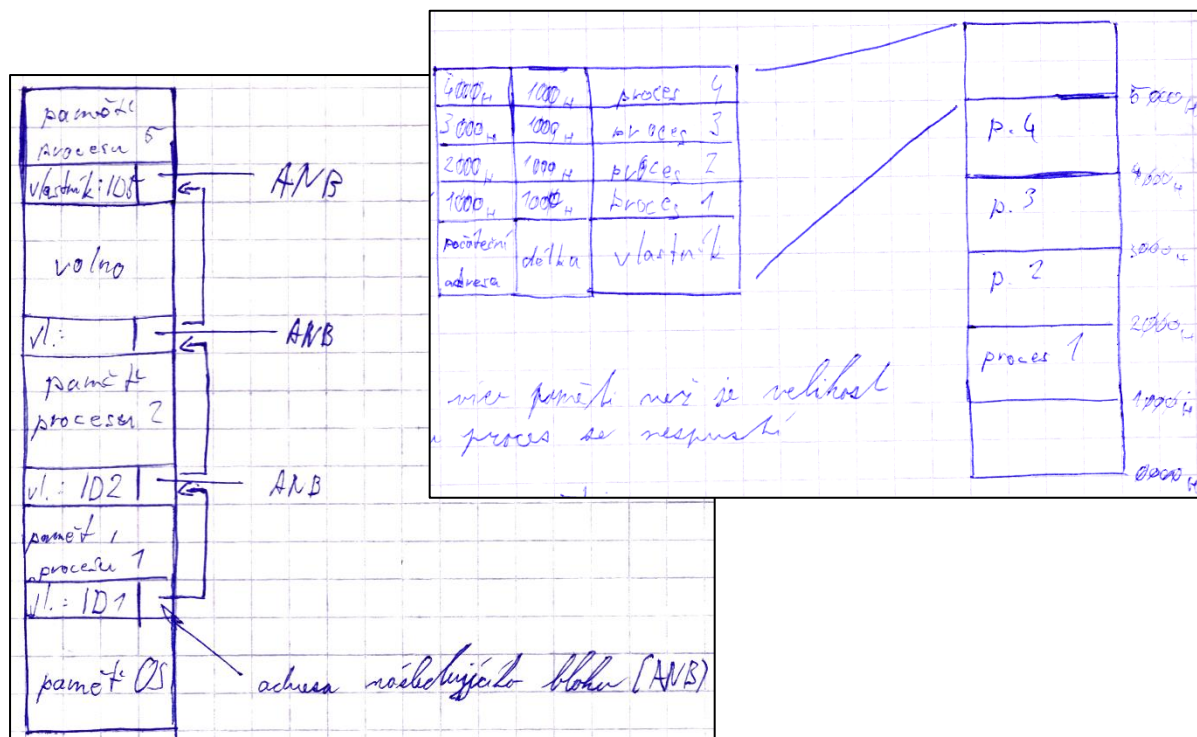 paměť
procesu 5
vlastník: ID5
ANB
volno
vl.:
ANB
paměť
procesu 2
vl.: ID2
ANB
paměť
procesu 1
vl.: ID1
paměť OS
adresa následujícího bloku (ANB)
4000H 1000H proces 4
3000H 1000H proces 3
2000H 1000H proces 2
1000H 1000H proces 1
počáteční
adresa
délka
vlastník
více paměti než je velikost
proces se nespustí
5000H
p. 4
4000H
p. 3
3000H
p. 2
2000H
proces 1
1000H
0000H